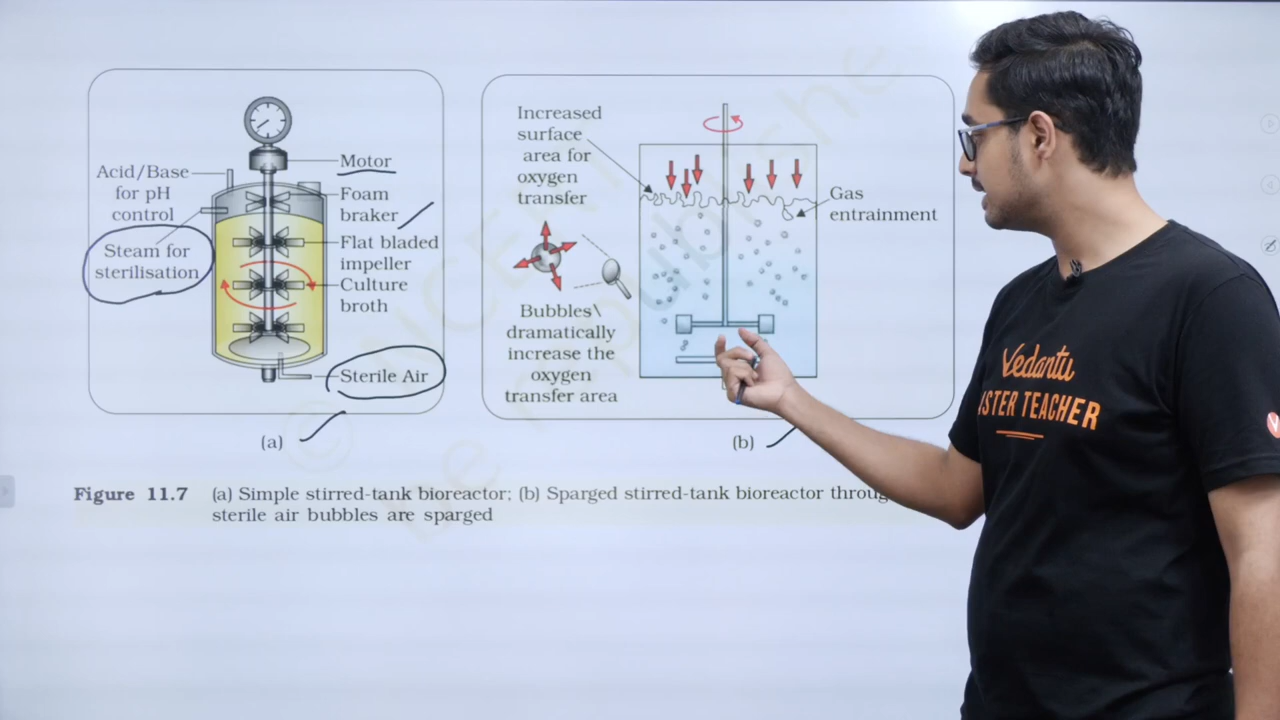 Acid/Base
for pH
control
Steam for
sterilisation
Motor
Foam
braker
Flat bladed
impeller
Culture
broth
Sterile Air
(a)
Increased
surface
area for
oxygen
transfer
Bubbles\
dramatically
increase the
oxygen
transfer area
Gas
entrainment
(b)
Figure 11.7 (a) Simple stirred-tank bioreactor; (b) Sparged stirred-tank bioreactor
sterile air bubbles are sparged
Vedantu
TEACHER